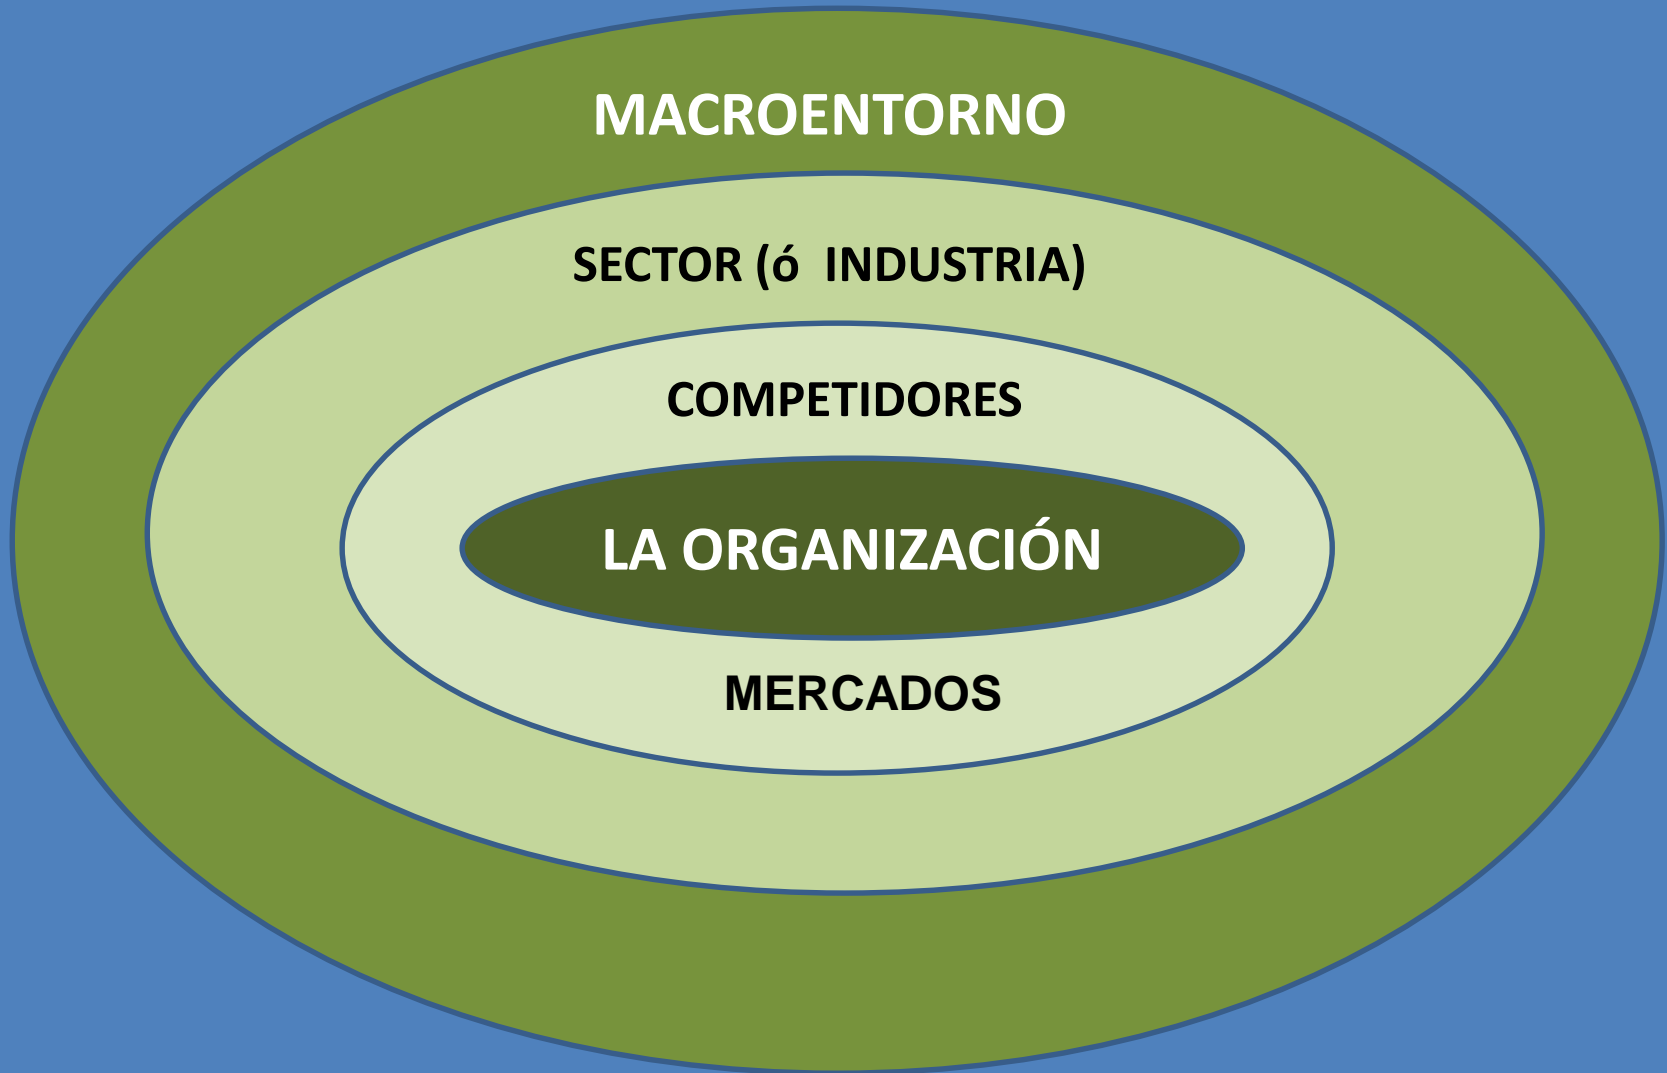 MACROENTORNO
SECTOR (ó  INDUSTRIA)
COMPETIDORES
LA ORGANIZACIÓN
MERCADOS